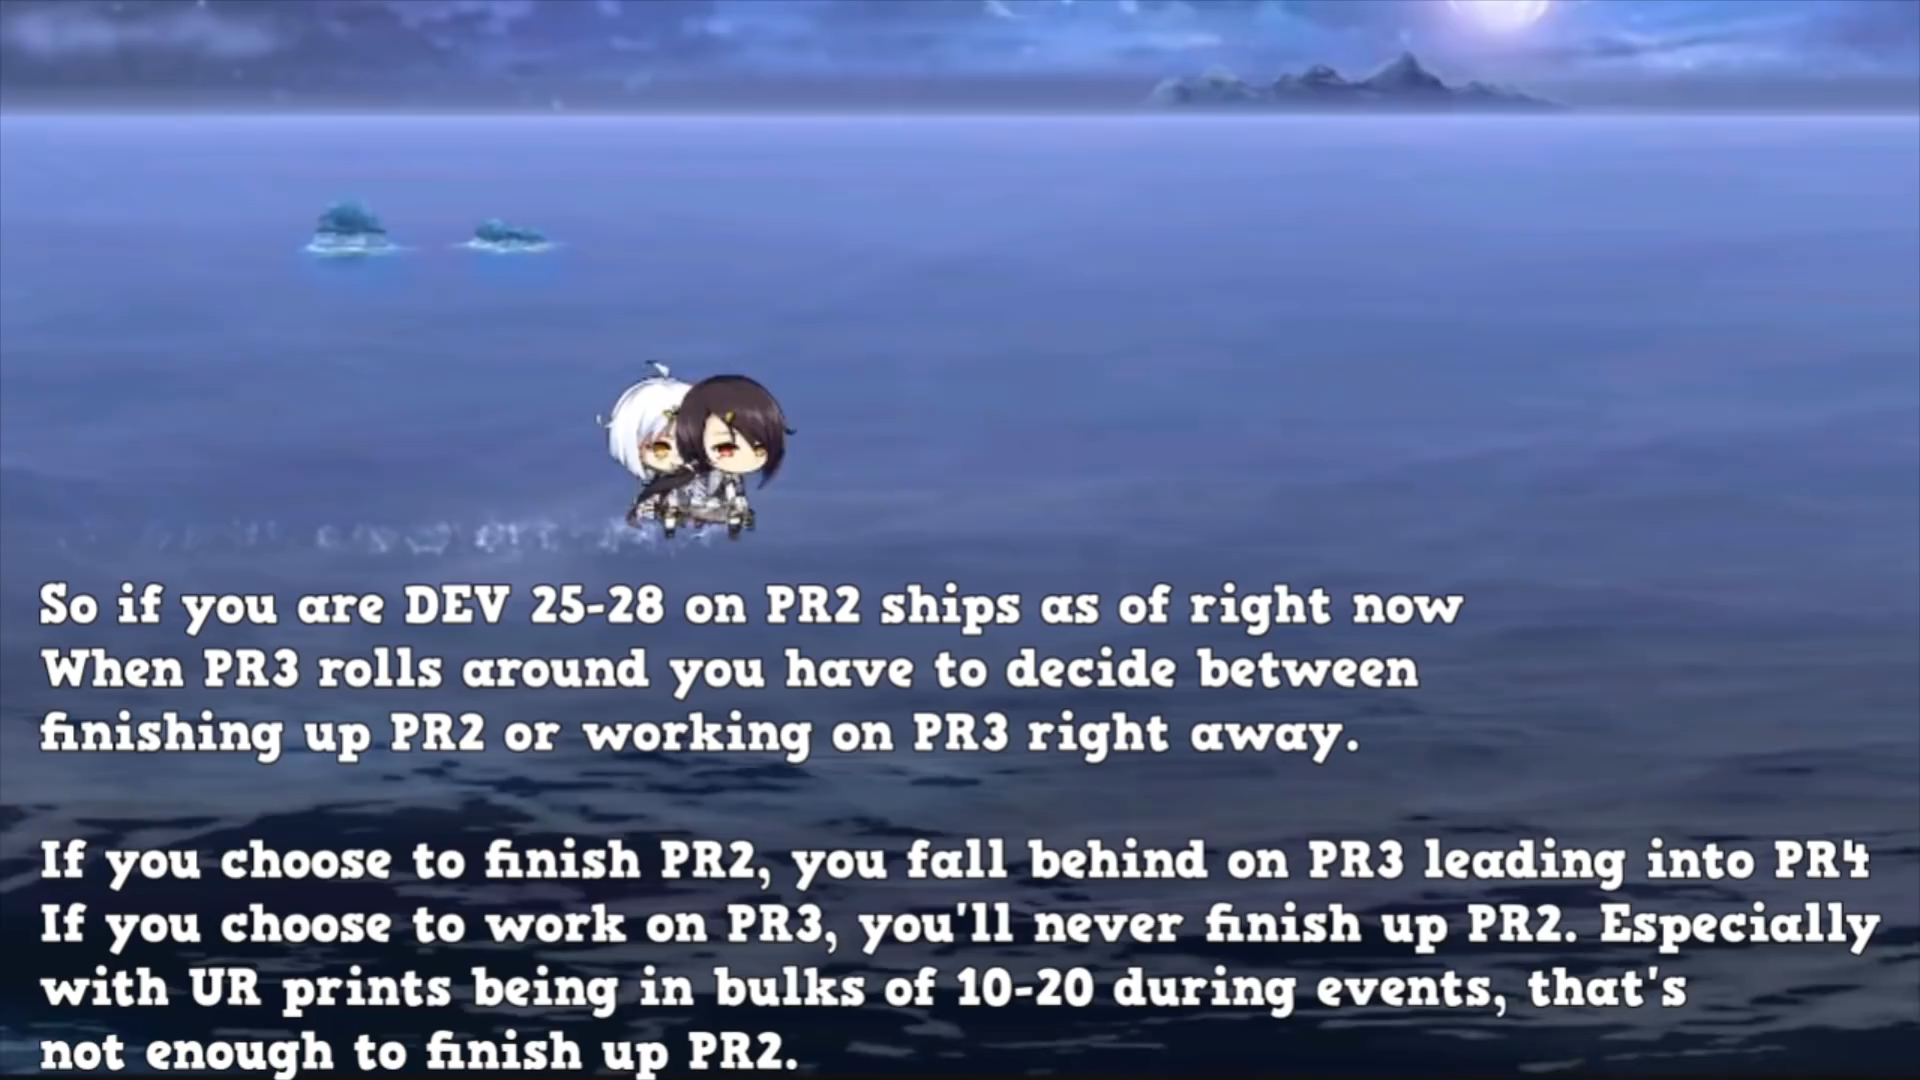 So if you are DEV 25-28 on PR2 ships as of right now
When PR3 rolls around you have to decide between
finishing up PR2 or working on PR3 right away.
If you choose to finish PR2, you fall behind on PR3 leading into PR4
If you choose to work on PR3, you'll never finish up PR2. Especially
with UR prints being in bulks of 10-20 during events, that's
not enough to finish up PR2.